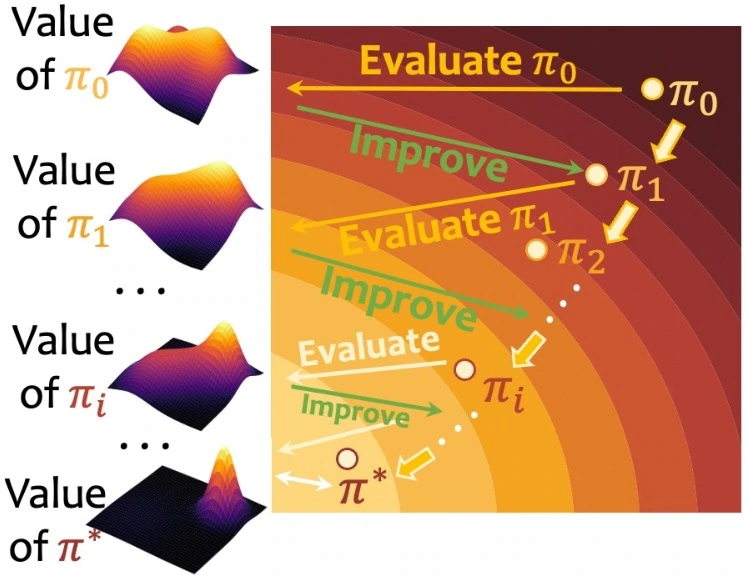 Value
of π₀
Evaluate π₀
π₀
Improve
π₁
Value
of π₁
Evaluate π₁
π₂
...
Improve
Value
of πᵢ
Evaluate
πᵢ
Improve
...
Value
of π*
π*